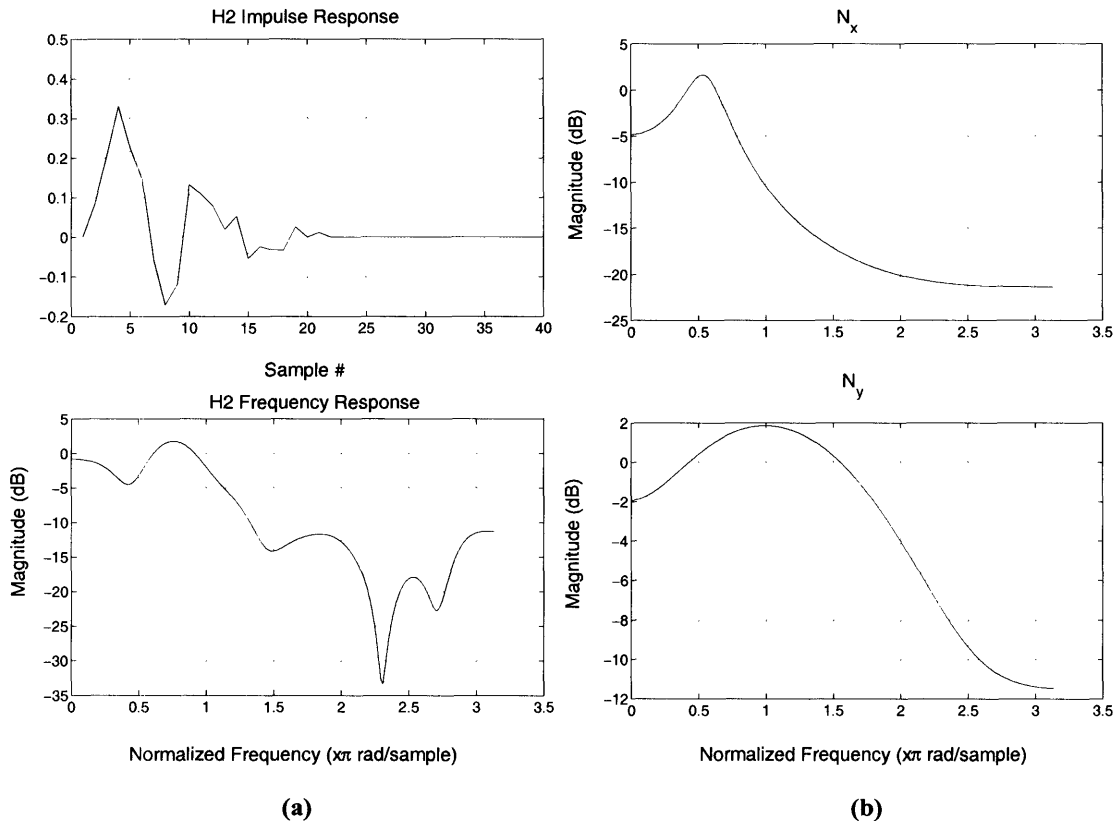 H2 Impulse Response
0.5
0.4
0.3
0.2
0.1
0
−0.1
−0.2
0 5 10 15 20 25 30 35 40
Sample #
H2 Frequency Response
Magnitude (dB)
5
0
−5
−10
−15
−20
−25
−30
−35
0 0.5 1 1.5 2 2.5 3 3.5
Normalized Frequency (xπ rad/sample)
(a)
N_x
Magnitude (dB)
5
0
−5
−10
−15
−20
−25
0 0.5 1 1.5 2 2.5 3 3.5
N_y
Magnitude (dB)
2
0
−2
−4
−6
−8
−10
−12
0 0.5 1 1.5 2 2.5 3 3.5
Normalized Frequency (xπ rad/sample)
(b)